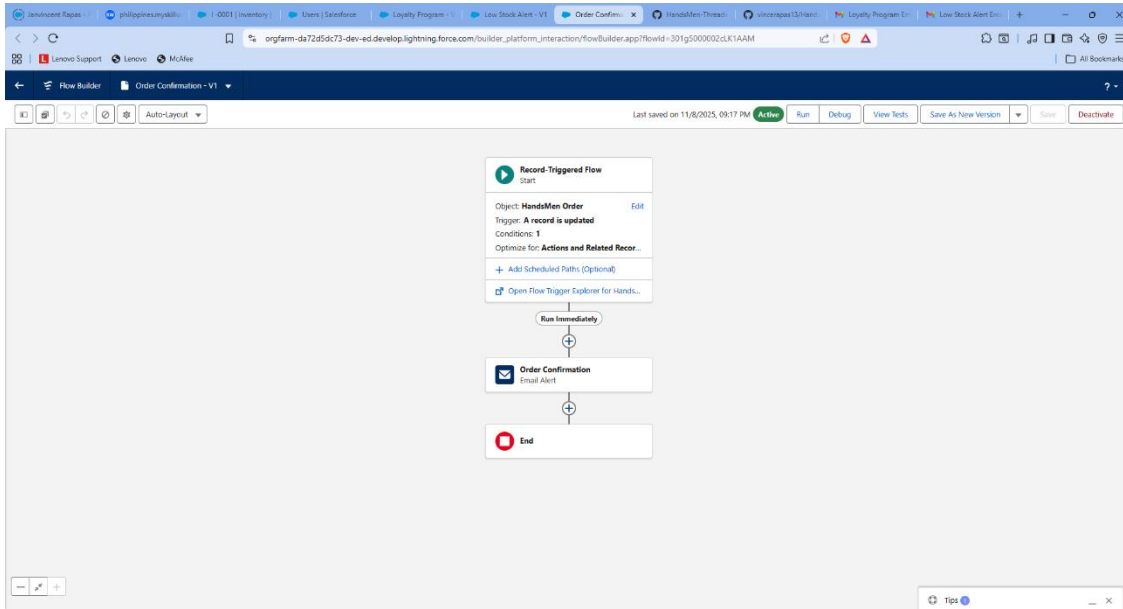 Janvincent Rapas
philippines.myskill
I-0001 | Inventory |
Users | Salesforce
Loyalty Program - V
Low Stock Alert - V1
Order Confirma
HandsMen-Thread
vincerapas13/Hand
Loyalty Program Em
Low Stock Alert Em
orgfarm-da72d5dc73-dev-ed.develop.lightning.force.com/builder_platform_interaction/flowBuilder.app?flowId=301g5000002cLK1AAM
Lenovo Support
Lenovo
McAfee
All Bookmarks
Flow Builder
Order Confirmation - V1
?
Auto-Layout
Last saved on 11/8/2025, 09:17 PM
Active
Run
Debug
View Tests
Save As New Version
Save
Deactivate
Record-Triggered Flow
Start
Object: HandsMen Order
Edit
Trigger: A record is updated
Conditions: 1
Optimize for: Actions and Related Recor...
+ Add Scheduled Paths (Optional)
Open Flow Trigger Explorer for Hands...
Run Immediately
Order Confirmation
Email Alert
End
Tips